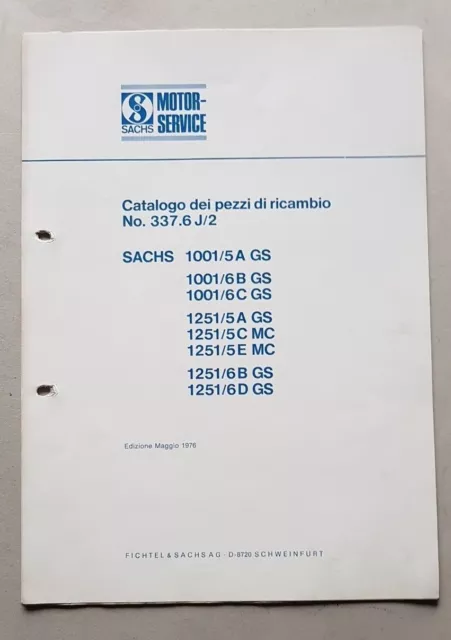 SACHS
MOTOR-
SERVICE
Catalogo dei pezzi di ricambio
No. 337.6 J/2
SACHS 1001/5 A GS
1001/6 B GS
1001/6 C GS
1251/5 A GS
1251/5 C MC
1251/5 E MC
1251/6 B GS
1251/6 D GS
Edizione Maggio 1976
FICHTEL & SACHS AG · D-8720 SCHWEINFURT